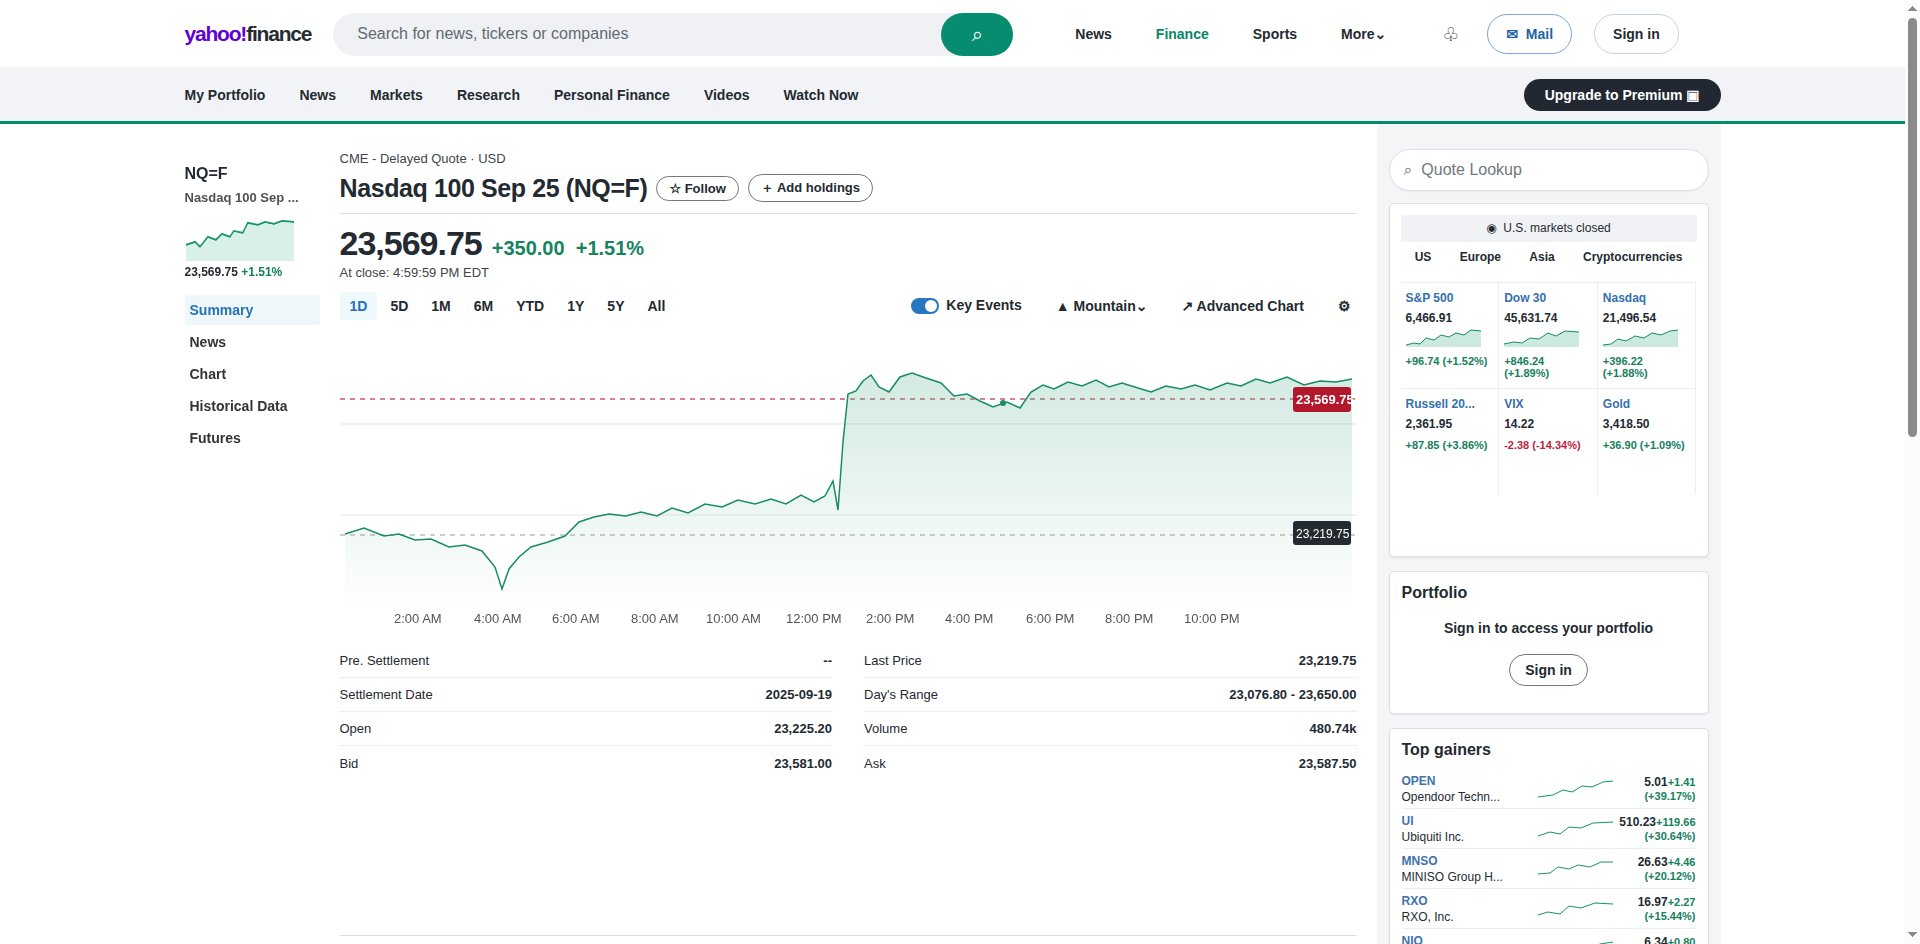 yahoo!finance
Search for news, tickers or companies
News
Finance
Sports
More
Mail
Sign in
My Portfolio
News
Markets
Research
Personal Finance
Videos
Watch Now
Upgrade to Premium
NQ=F
Nasdaq 100 Sep ...
23,569.75 +1.51%
Summary
News
Chart
Historical Data
Futures
CME - Delayed Quote · USD
Nasdaq 100 Sep 25 (NQ=F)
☆ Follow
+ Add holdings
23,569.75 +350.00 +1.51%
At close: 4:59:59 PM EDT
1D 5D 1M 6M YTD 1Y 5Y All
Key Events
▲ Mountain
↗ Advanced Chart
23,569.75
23,219.75
2:00 AM 4:00 AM 6:00 AM 8:00 AM 10:00 AM 12:00 PM 2:00 PM 4:00 PM 6:00 PM 8:00 PM 10:00 PM
Pre. Settlement --
Settlement Date 2025-09-19
Open 23,225.20
Bid 23,581.00
Last Price 23,219.75
Day's Range 23,076.80 - 23,650.00
Volume 480.74k
Ask 23,587.50
Quote Lookup
U.S. markets closed
US Europe Asia Cryptocurrencies
S&P 500
6,466.91
+96.74 (+1.52%)
Dow 30
45,631.74
+846.24
(+1.89%)
Nasdaq
21,496.54
+396.22
(+1.88%)
Russell 20...
2,361.95
+87.85 (+3.86%)
VIX
14.22
-2.38 (-14.34%)
Gold
3,418.50
+36.90 (+1.09%)
Portfolio
Sign in to access your portfolio
Sign in
Top gainers
OPEN
Opendoor Techn...
5.01+1.41
(+39.17%)
UI
Ubiquiti Inc.
510.23+119.66
(+30.64%)
MNSO
MINISO Group H...
26.63+4.46
(+20.12%)
RXO
RXO, Inc.
16.97+2.27
(+15.44%)
NIO
6.34+0.80